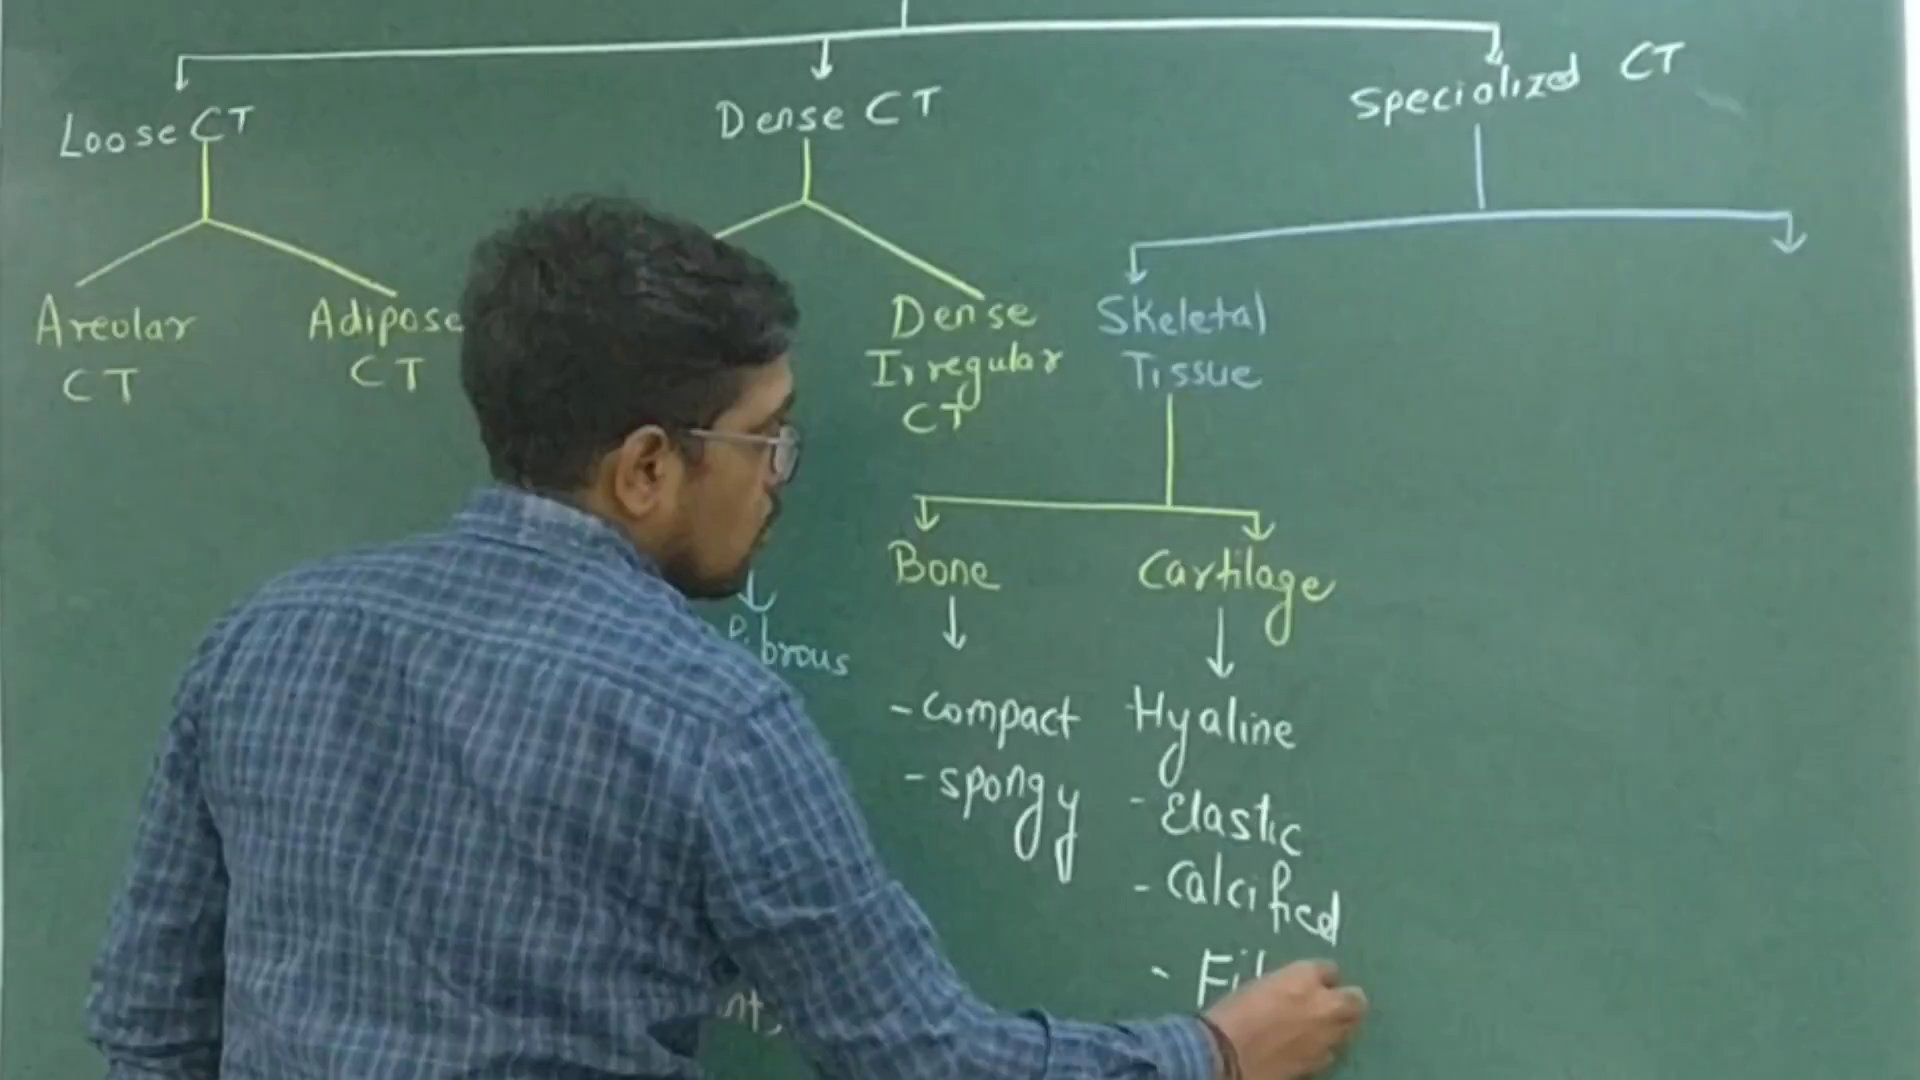 Loose CT
Dense CT
Specialized CT
Areolar
CT
Adipose
CT
Dense
Irregular
CT
Skeletal
Tissue
Bone
Cartilage
- compact
- spongy
Hyaline
- Elastic
- Calcified